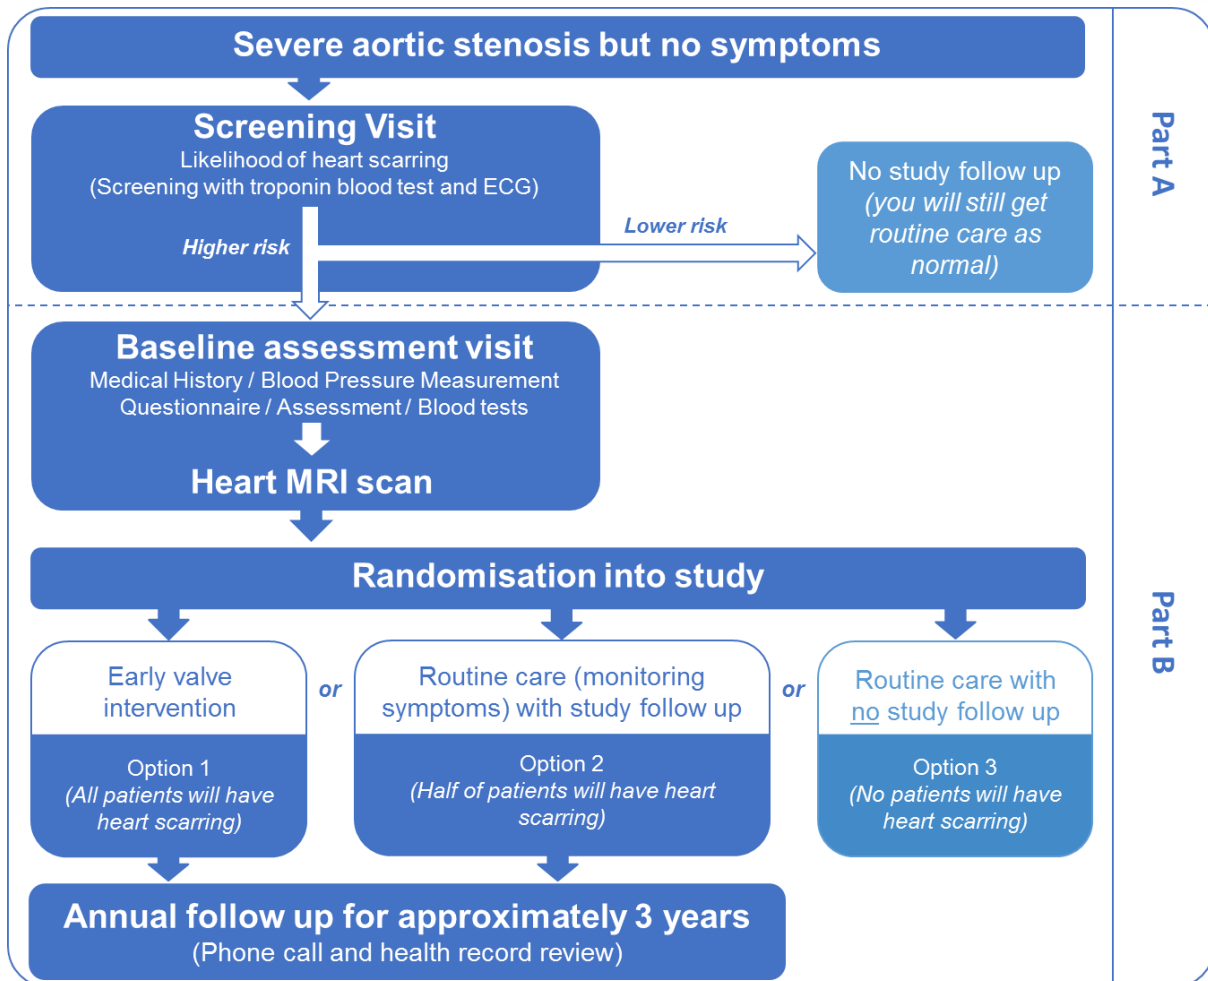 Severe aortic stenosis but no symptoms
Screening Visit
Likelihood of heart scarring
(Screening with troponin blood test and ECG)
Higher risk
Lower risk
No study follow up
(you will still get
routine care as
normal)
Part A
Baseline assessment visit
Medical History / Blood Pressure Measurement
Questionnaire / Assessment / Blood tests
Heart MRI scan
Randomisation into study
Early valve
intervention
Option 1
(All patients will have
heart scarring)
or
Routine care (monitoring
symptoms) with study follow up
Option 2
(Half of patients will have heart
scarring)
or
Routine care with
no study follow up
Option 3
(No patients will have
heart scarring)
Annual follow up for approximately 3 years
(Phone call and health record review)
Part B